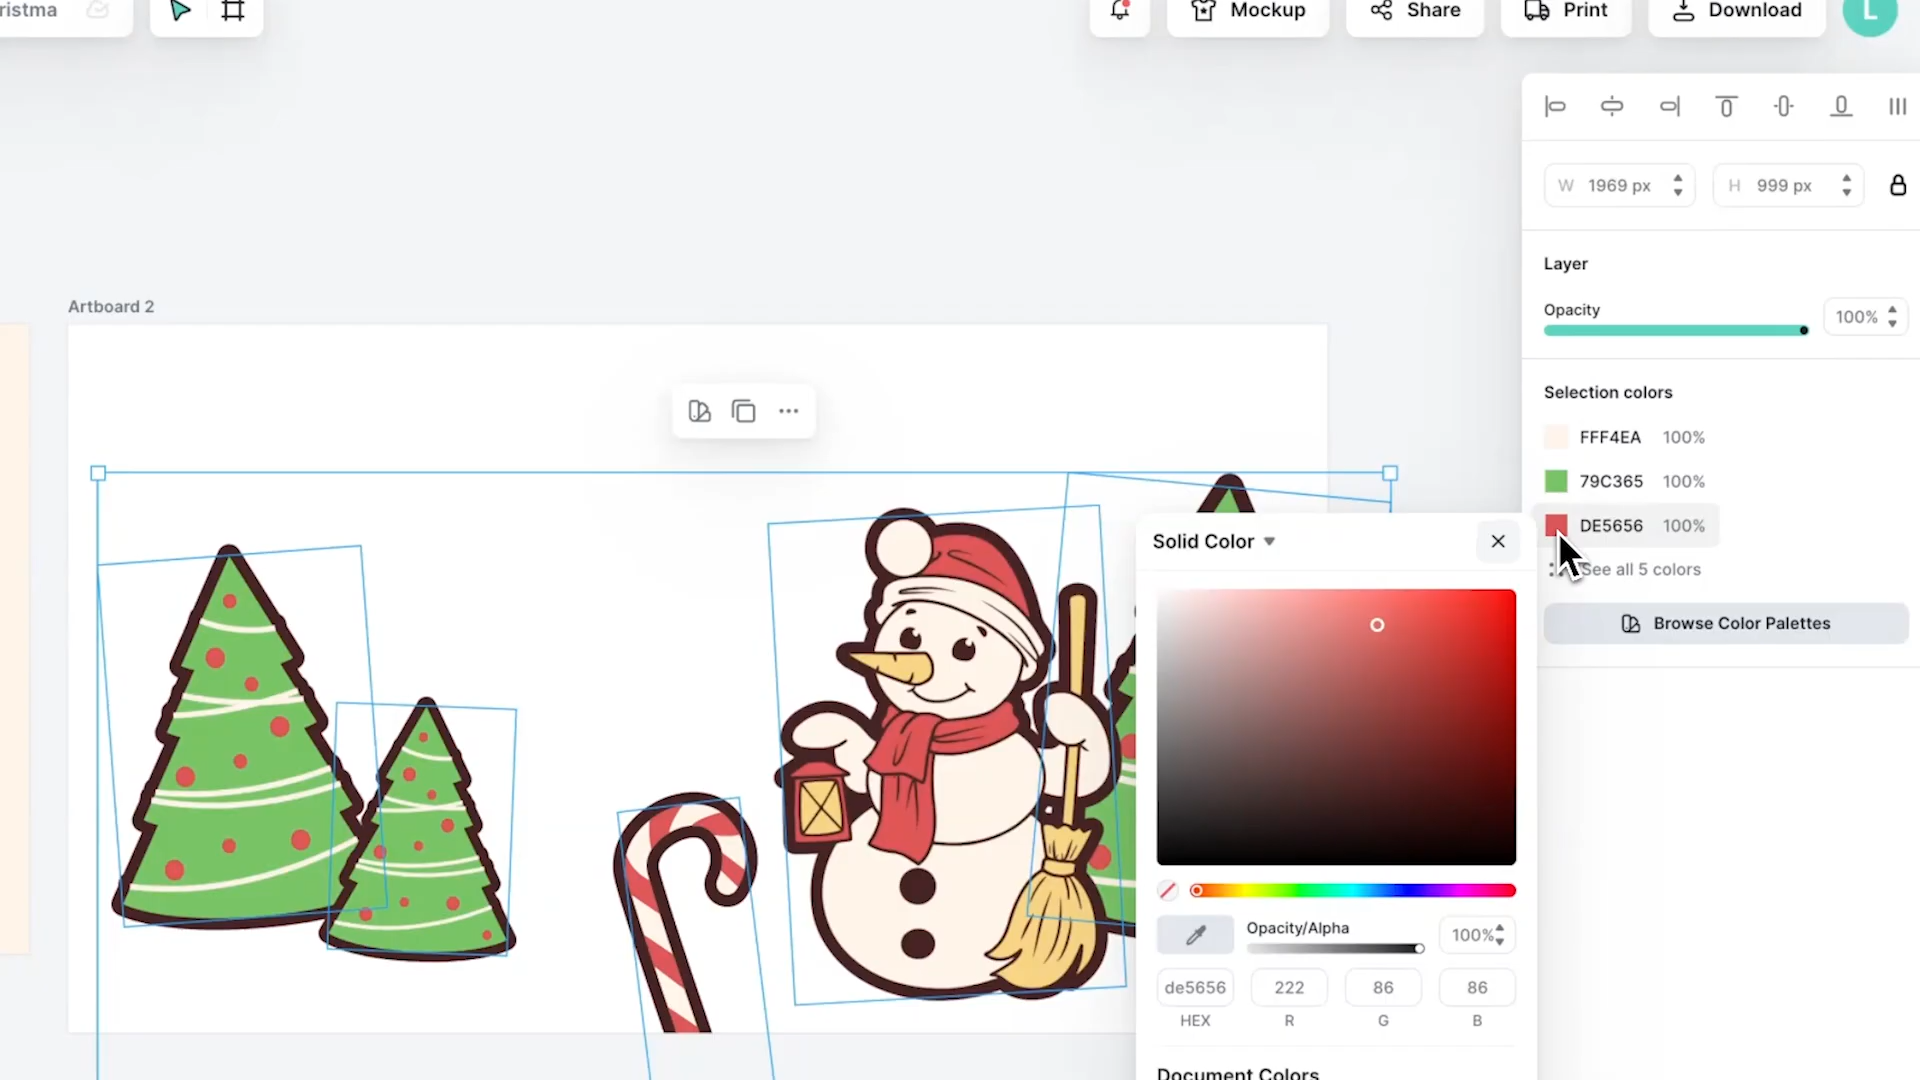 ristma
Mockup
Share
Print
Download
L
W 1969 px
H 999 px
Layer
Opacity
100%
Artboard 2
Selection colors
FFF4EA 100%
79C365 100%
DE5656 100%
See all 5 colors
Browse Color Palettes
Solid Color
Opacity/Alpha
100%
de5656 222 86 86
HEX R G B
Document Colors